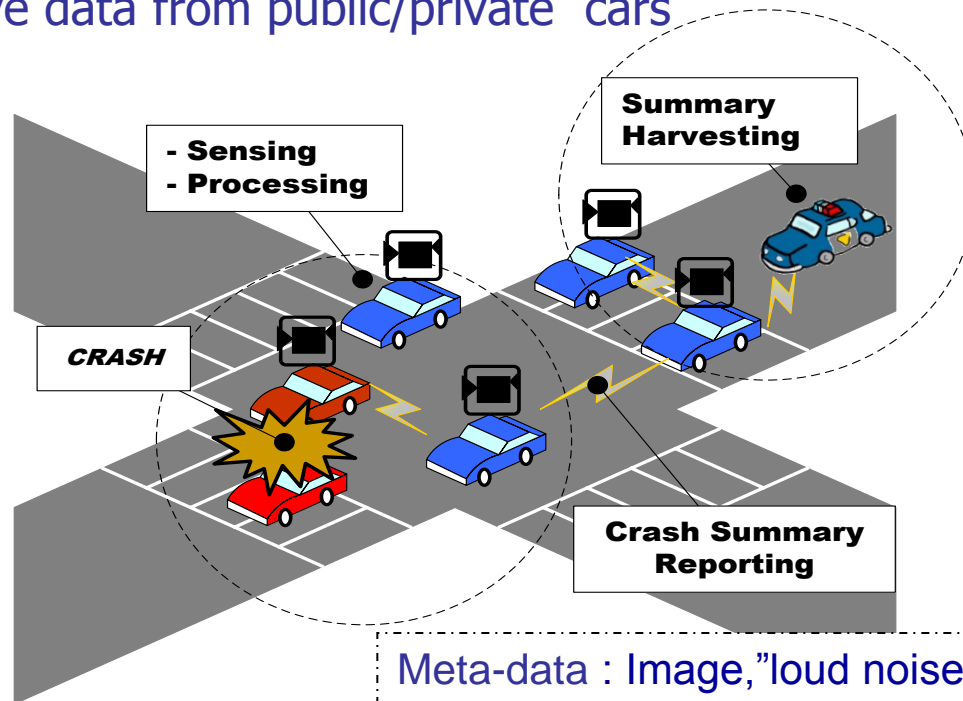 ve data from public/private cars
Summary
Harvesting
- Sensing
- Processing
CRASH
Crash Summary
Reporting
Meta-data : Image,”loud noise